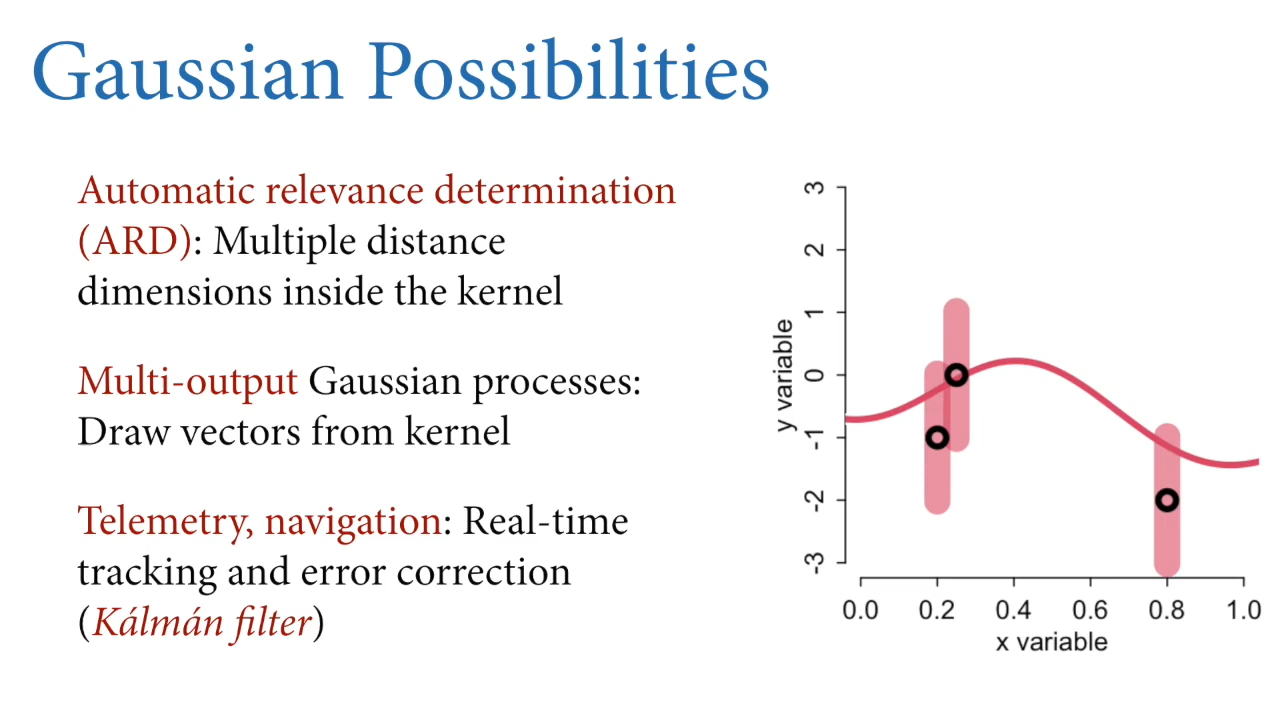 Gaussian Possibilities
Automatic relevance determination
(ARD): Multiple distance
dimensions inside the kernel
Multi-output Gaussian processes:
Draw vectors from kernel
Telemetry, navigation: Real-time
tracking and error correction
(Kálmán filter)
3
2
1
0
-1
-2
-3
y variable
0.0 0.2 0.4 0.6 0.8 1.0
x variable